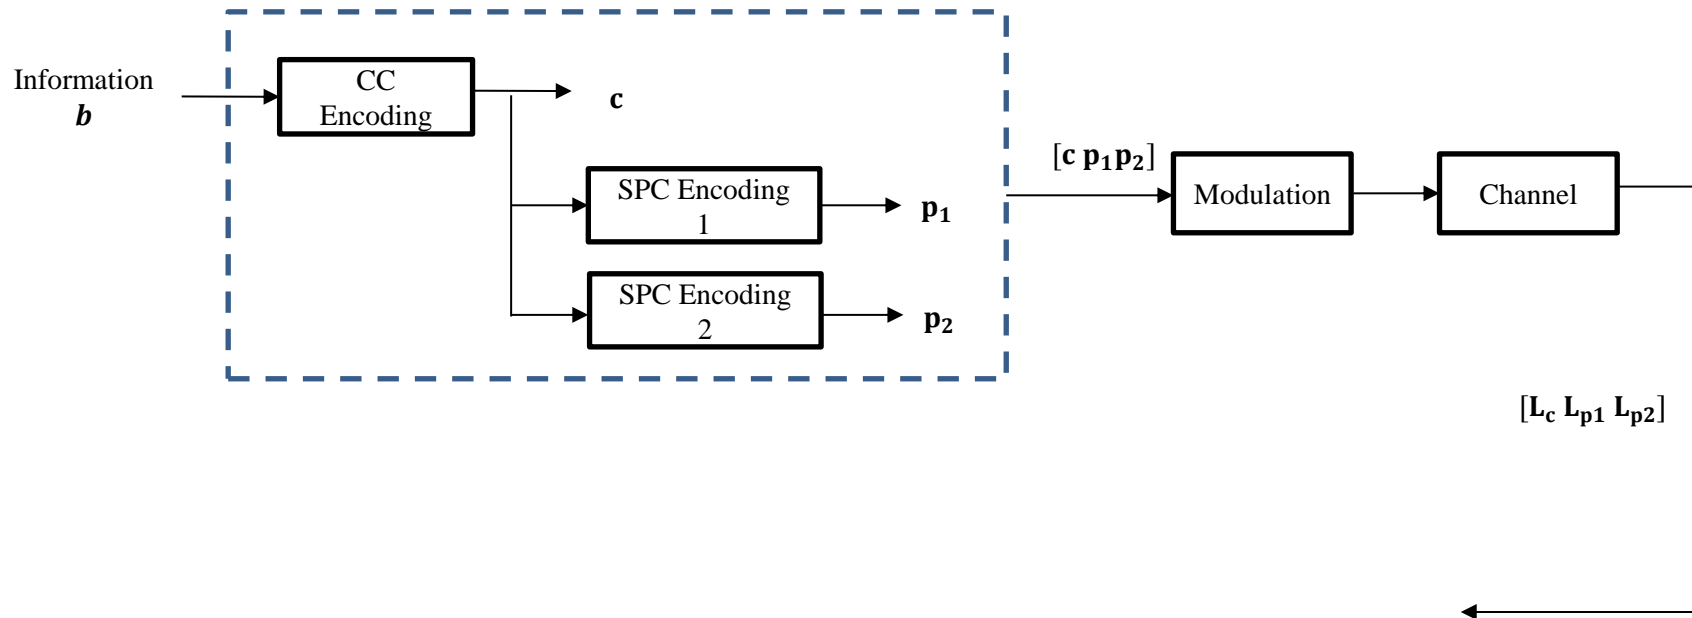 Information
b
CC
Encoding
c
SPC Encoding
1
p₁
SPC Encoding
2
p₂
[c p₁p₂]
Modulation
Channel
[L_c L_p1 L_p2]